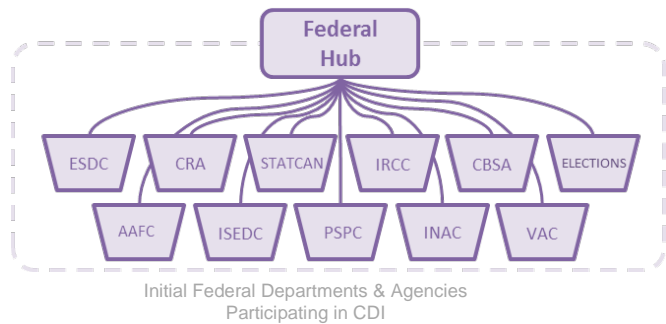 Federal
Hub
ESDC
CRA
STATCAN
IRCC
CBSA
ELECTIONS
AAFC
ISEDC
PSPC
INAC
VAC
Initial Federal Departments & Agencies
Participating in CDI